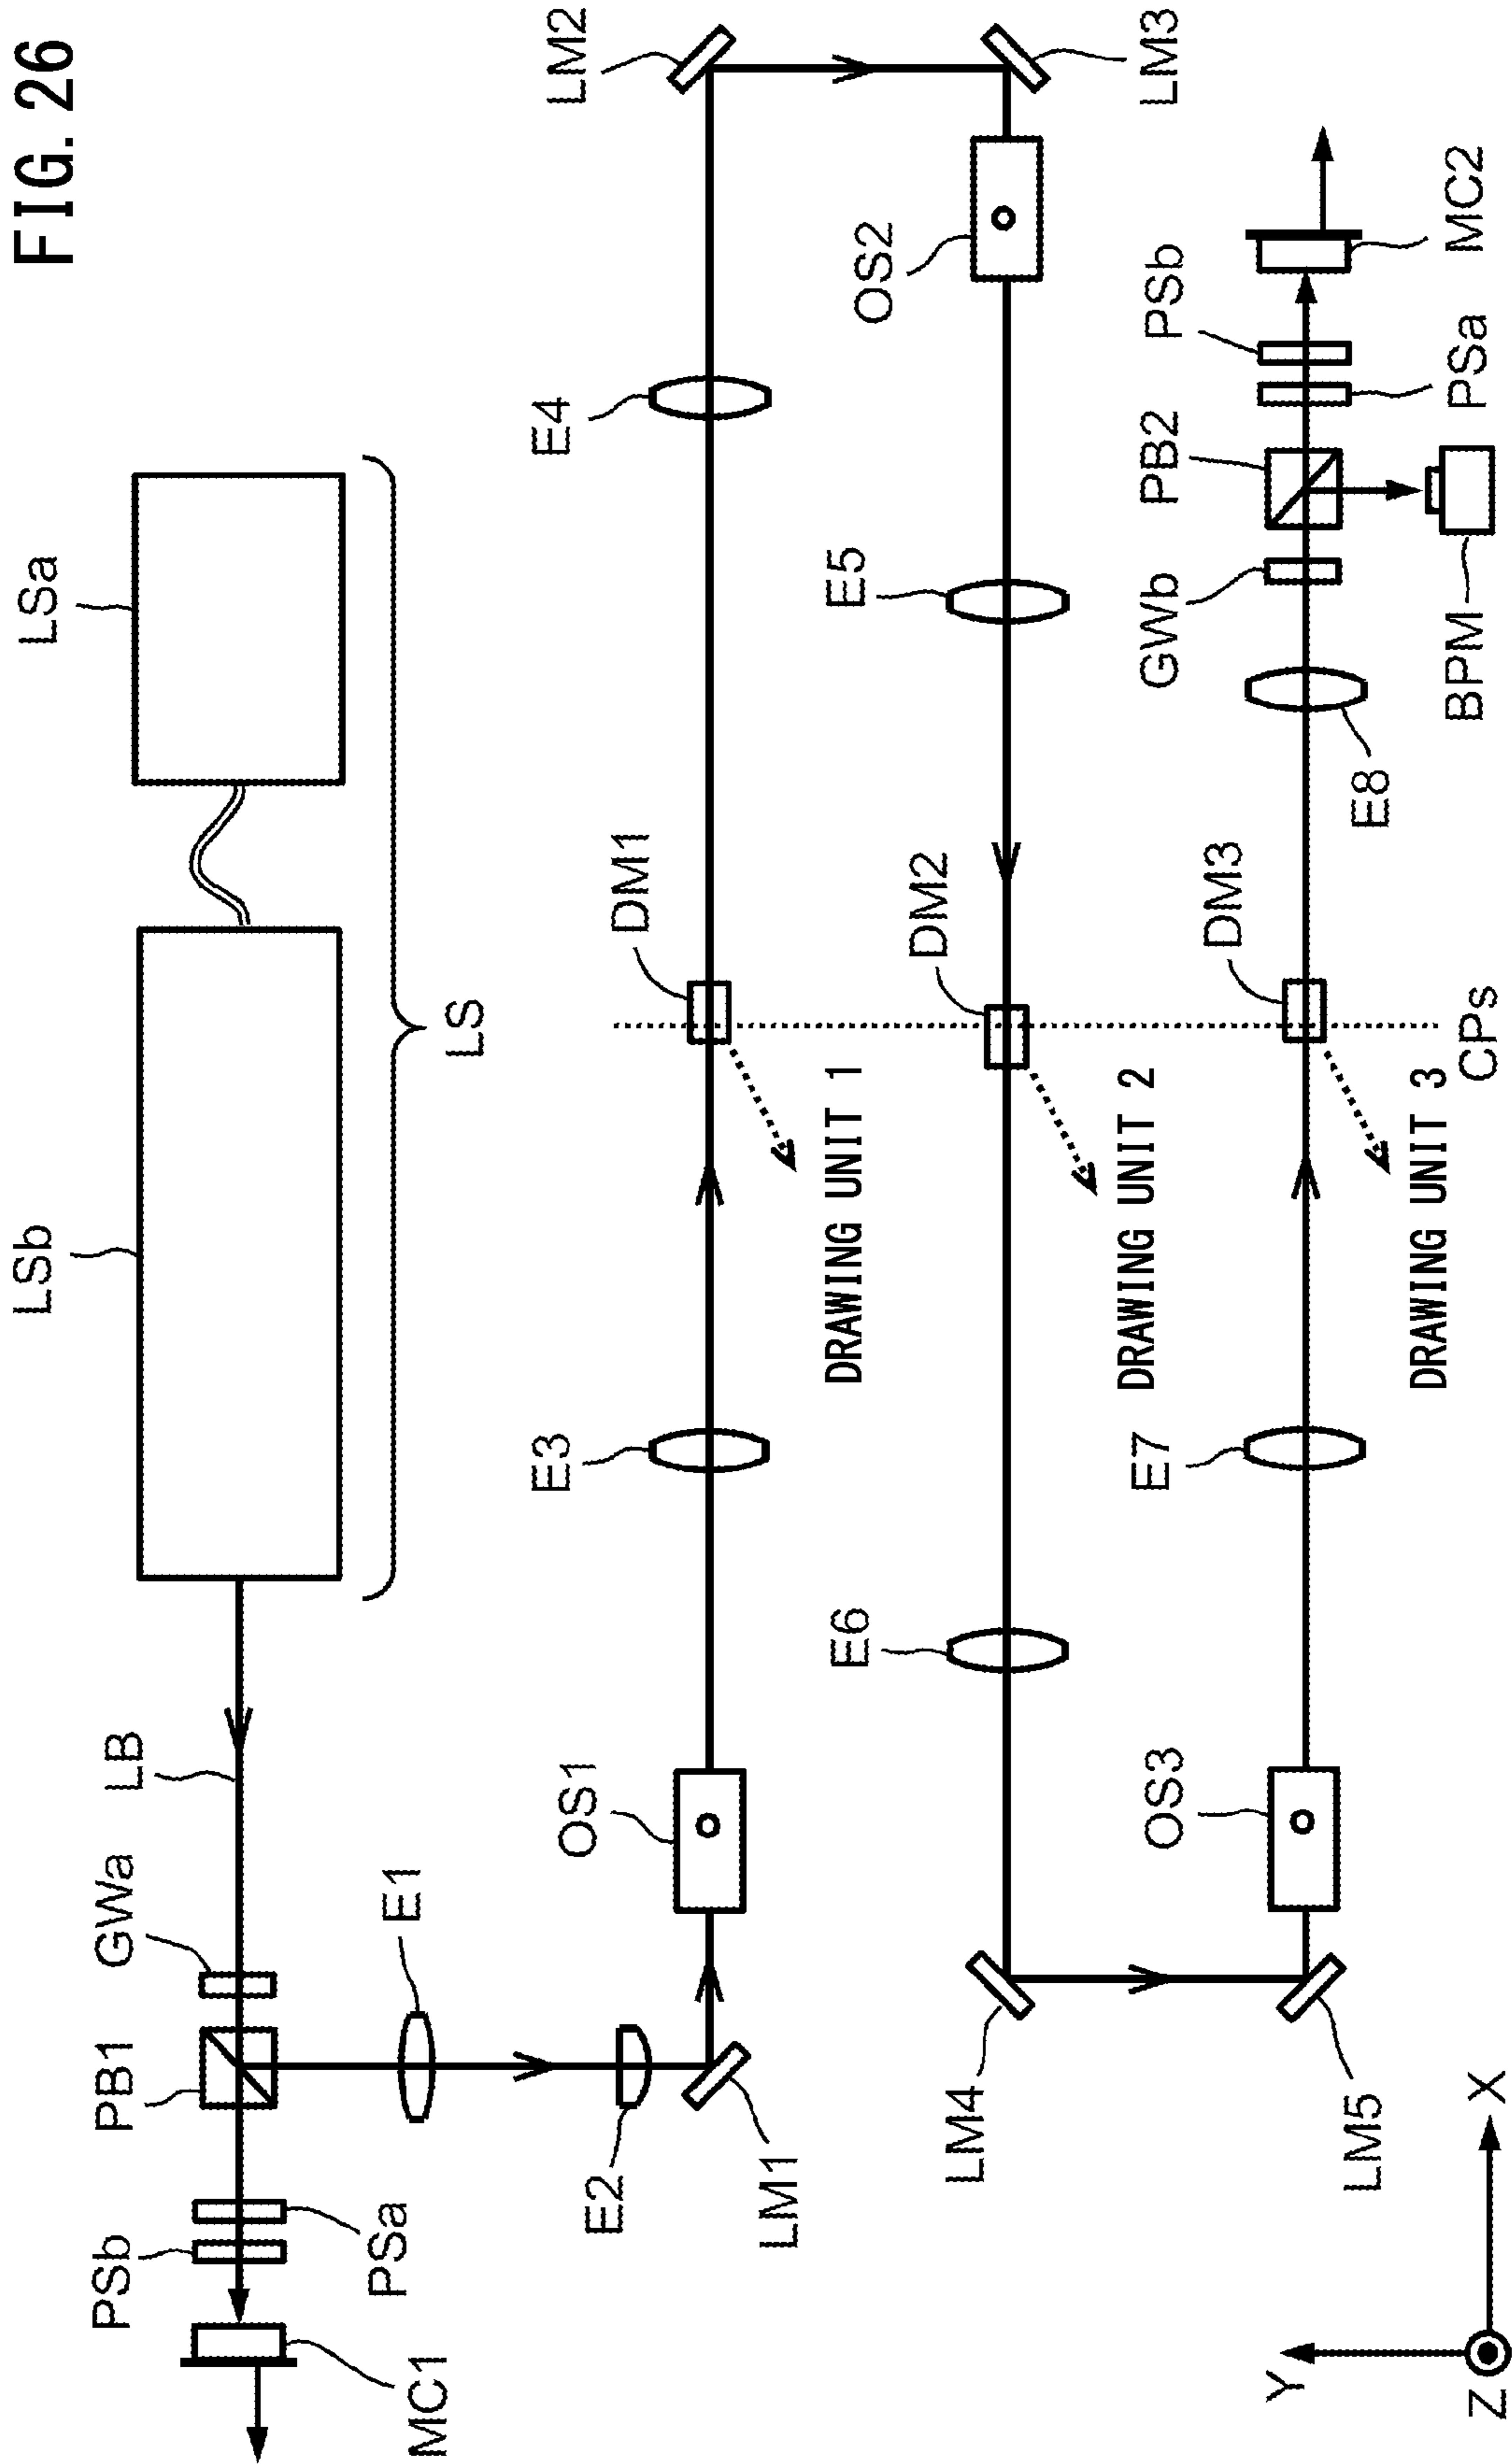 FIG. 26
LSa
LSb
LS
LB
GWa
PB1
PSb
PSa
MC1
E1
E2
LM1
OS1
E3
DM1
E4
LM2
LM3
OS2
E5
DM2
E6
LM4
LM5
OS3
E7
DM3
E8
GWb
PB2
PSb
PSa
MC2
BPM
DRAWING UNIT 1
DRAWING UNIT 2
DRAWING UNIT 3
CPs
Y
Z
X